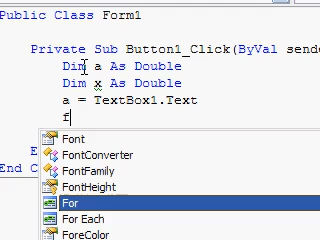 Public Class Form1
Private Sub Button1_Click(ByVal sende
Dim a As Double
Dim x As Double
a = TextBox1.Text
f
Font
FontConverter
FontFamily
FontHeight
For
For Each
ForeColor
E
End C